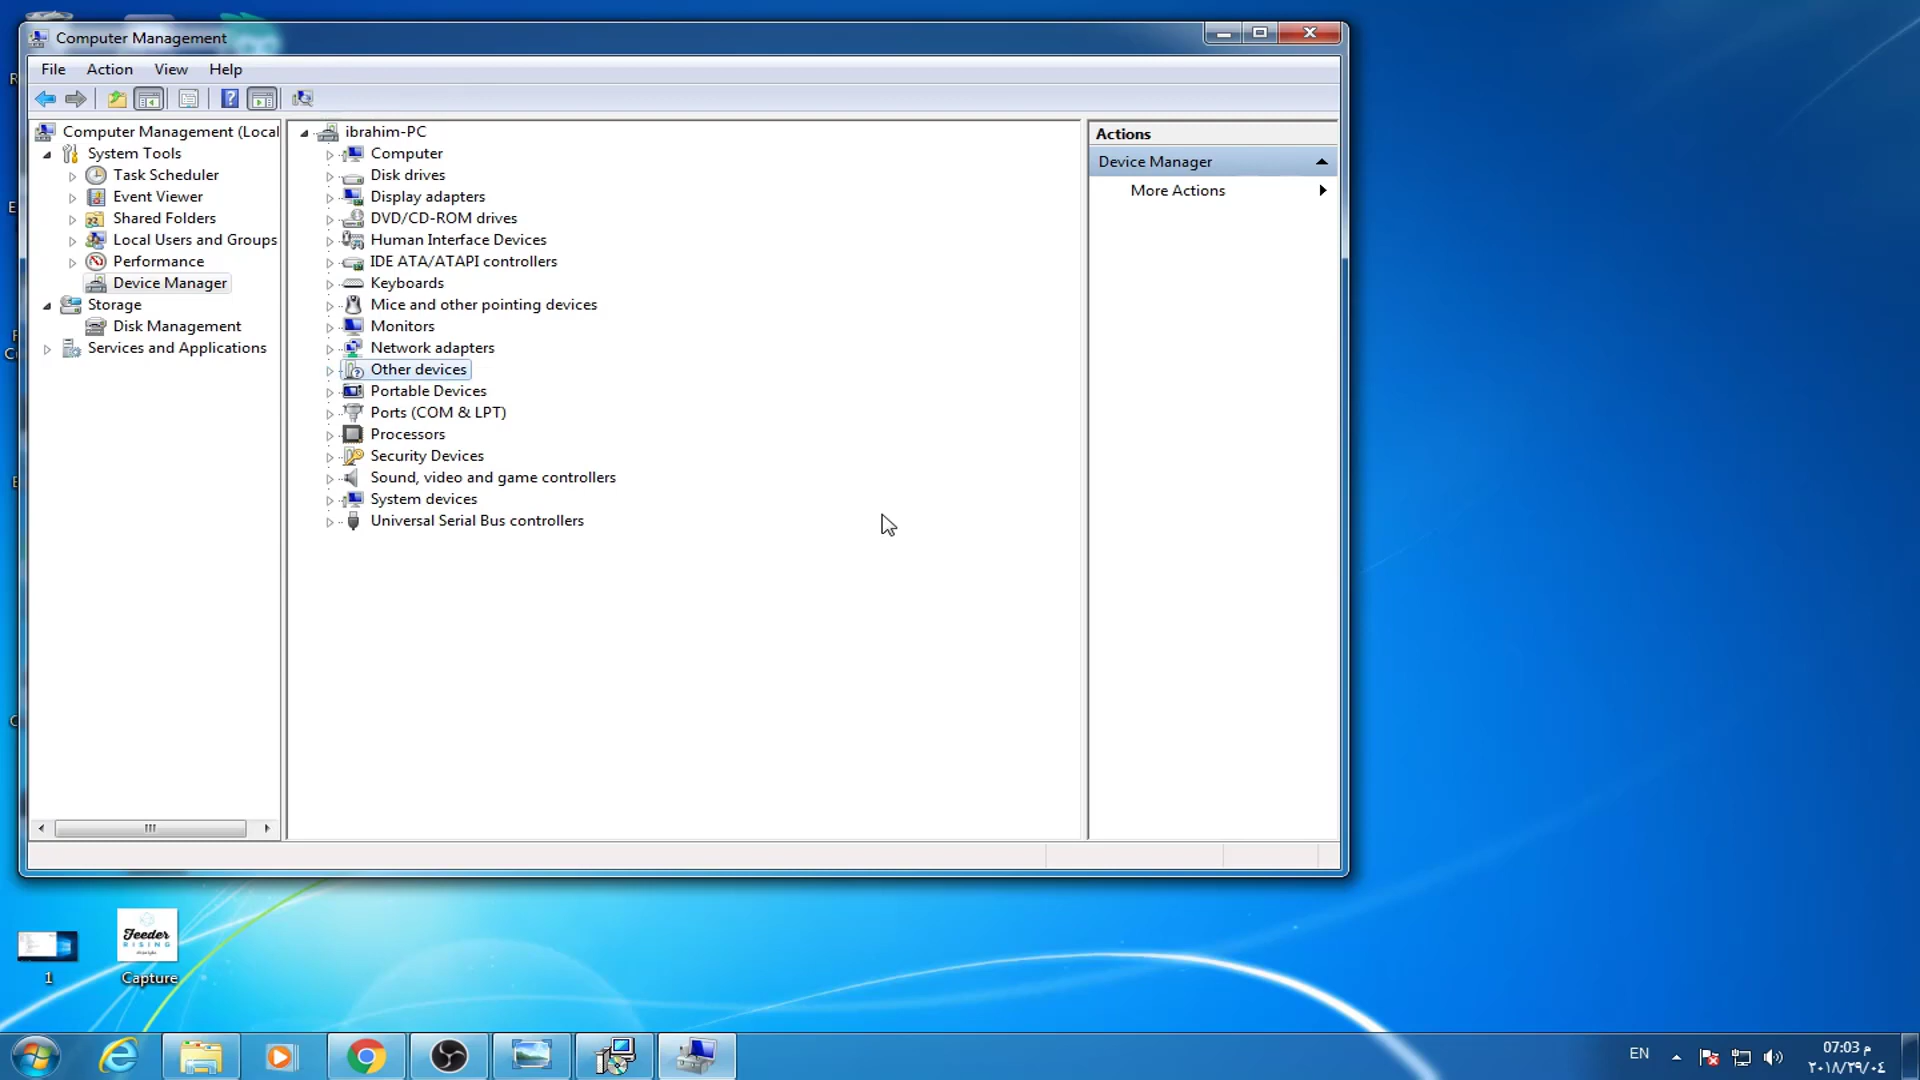 Computer Management
File Action View Help
Computer Management (Local
System Tools
Task Scheduler
Event Viewer
Shared Folders
Local Users and Groups
Performance
Device Manager
Storage
Disk Management
Services and Applications
ibrahim-PC
Computer
Disk drives
Display adapters
DVD/CD-ROM drives
Human Interface Devices
IDE ATA/ATAPI controllers
Keyboards
Mice and other pointing devices
Monitors
Network adapters
Other devices
Portable Devices
Ports (COM & LPT)
Processors
Security Devices
Sound, video and game controllers
System devices
Universal Serial Bus controllers
Actions
Device Manager
More Actions
Feeder
RISING
1
Capture
EN
07:03 م
٢٠١٨/٢٩/٠٤